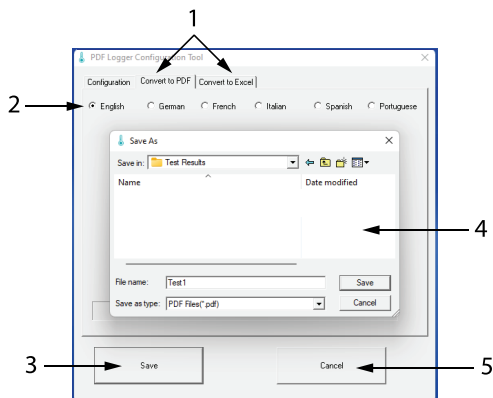 1
PDF Logger Configuration Tool
Configuration Convert to PDF Convert to Excel
2
English German French Italian Spanish Portuguese
Save As
Save in: Test Results
Name Date modified
4
File name: Test1 Save
Save as type: PDF Files(*.pdf) Cancel
3
Save Cancel
5